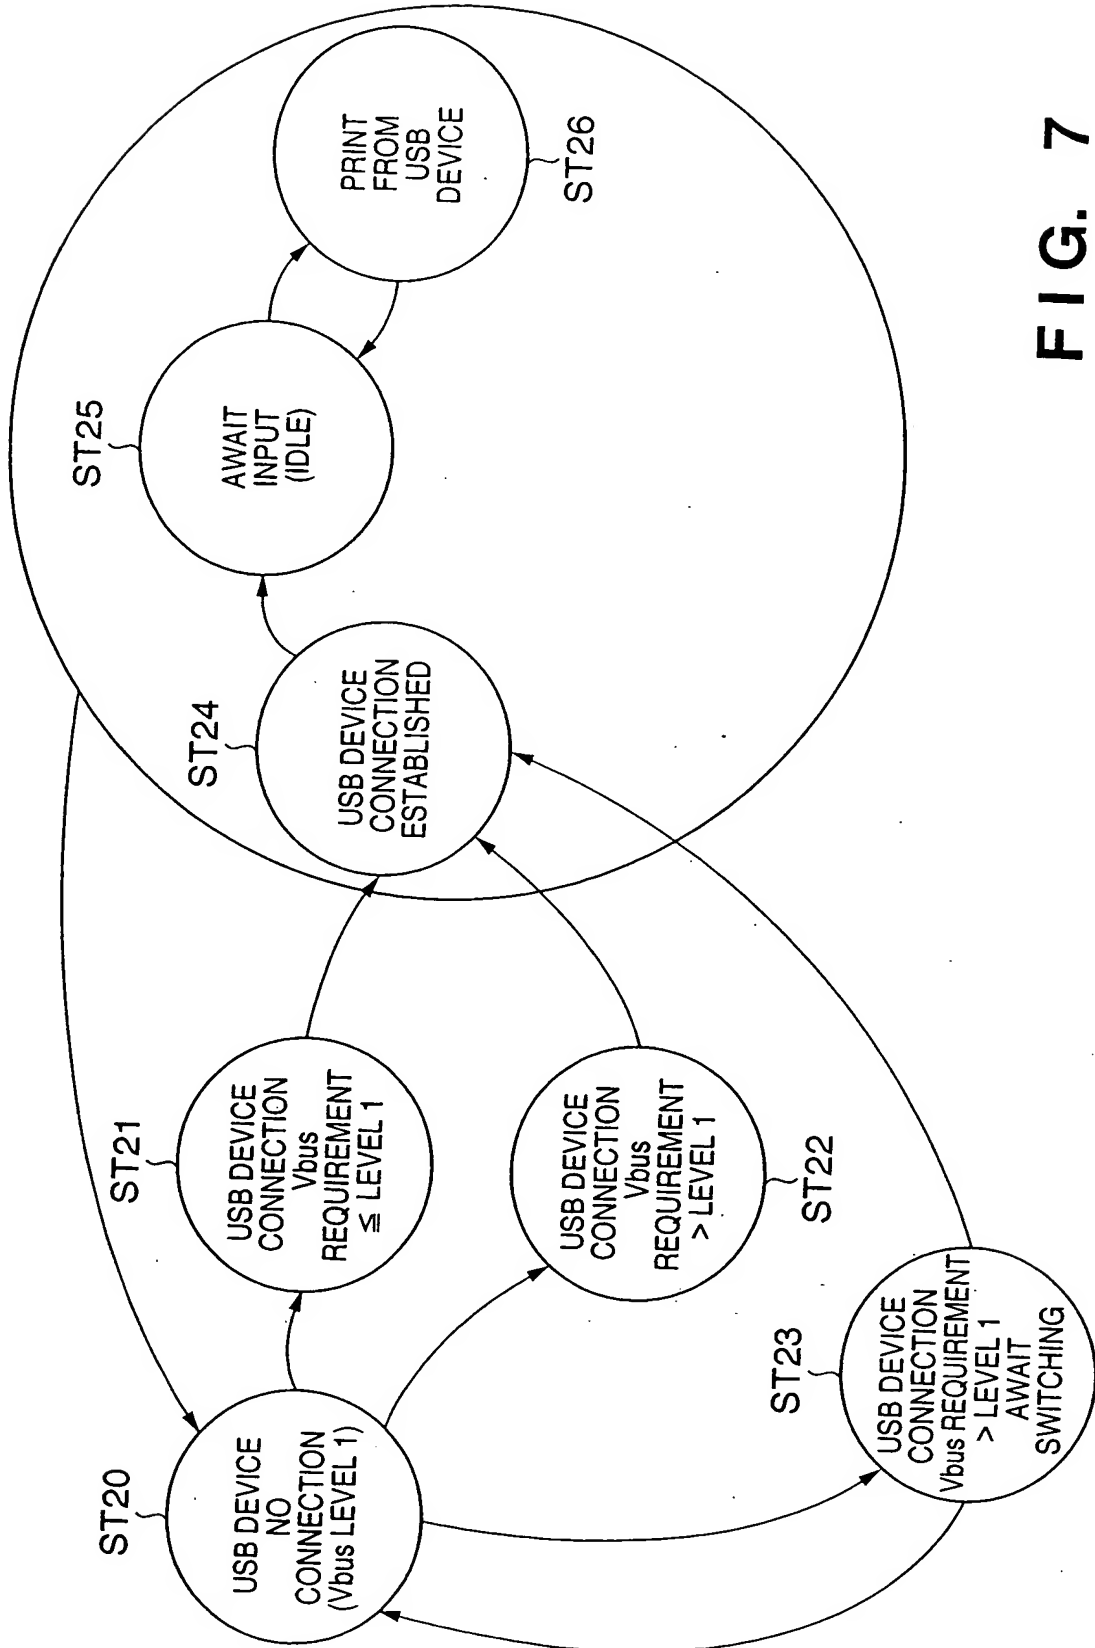 ST20
USB DEVICE
NO
CONNECTION
(Vbus LEVEL 1)
ST21
USB DEVICE
CONNECTION
Vbus
REQUIREMENT
≦ LEVEL 1
USB DEVICE
CONNECTION
Vbus
REQUIREMENT
> LEVEL 1
ST22
ST23
USB DEVICE
CONNECTION
Vbus REQUIREMENT
> LEVEL 1
AWAIT
SWITCHING
ST24
USB DEVICE
CONNECTION
ESTABLISHED
ST25
AWAIT
INPUT
(IDLE)
PRINT
FROM
USB
DEVICE
ST26
FIG. 7